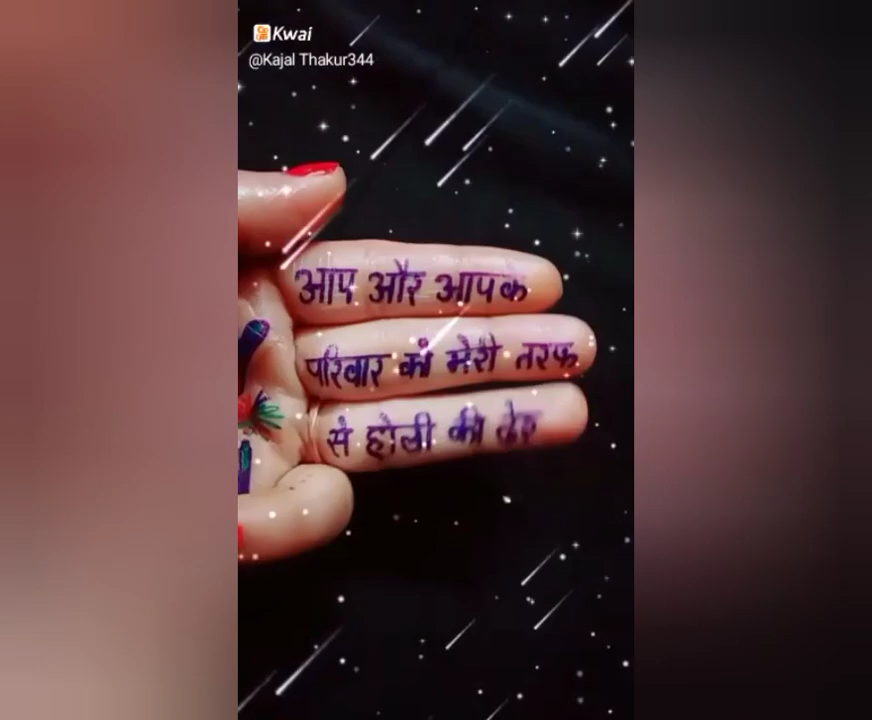 Kwai
@Kajal Thakur344
आप और आपके
परिवार को मेरी तरफ
से होली की ढेर